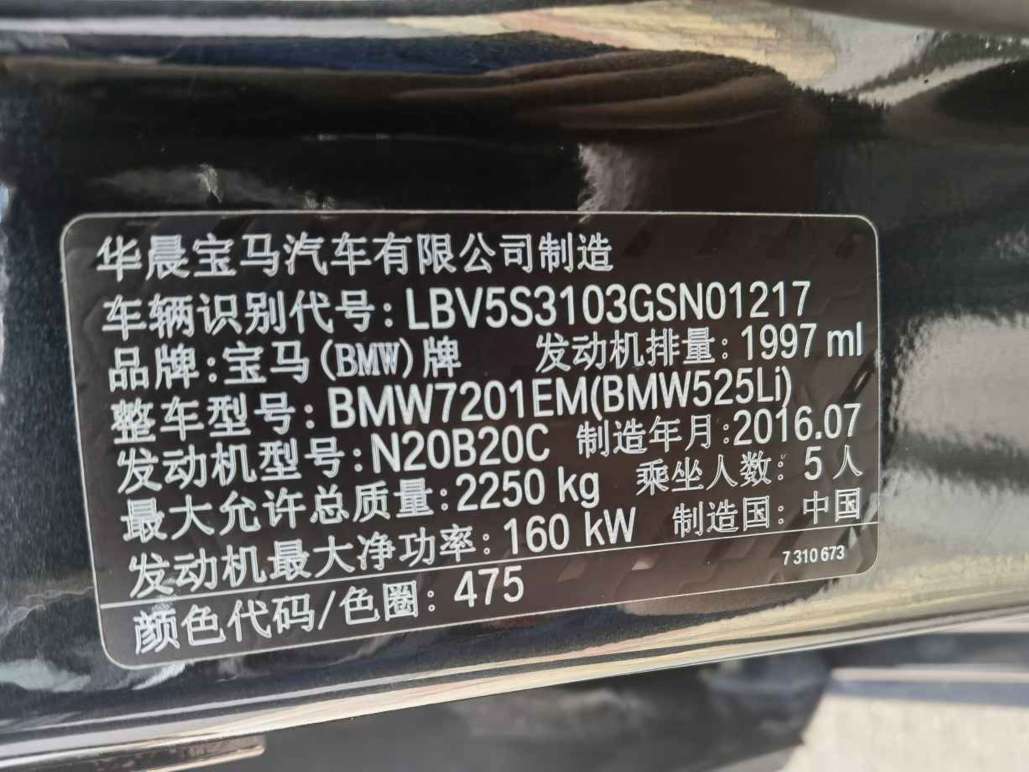 华晨宝马汽车有限公司制造
车辆识别代号:LBV5S3103GSN01217
品牌:宝马(BMW)牌 发动机排量:1997 ml
整车型号:BMW7201EM(BMW525Li)
发动机型号:N20B20C 制造年月:2016.07
最大允许总质量:2250 kg 乘坐人数:5人
发动机最大净功率:160 kW 制造国:中国
7 310 673
颜色代码/色圈:475